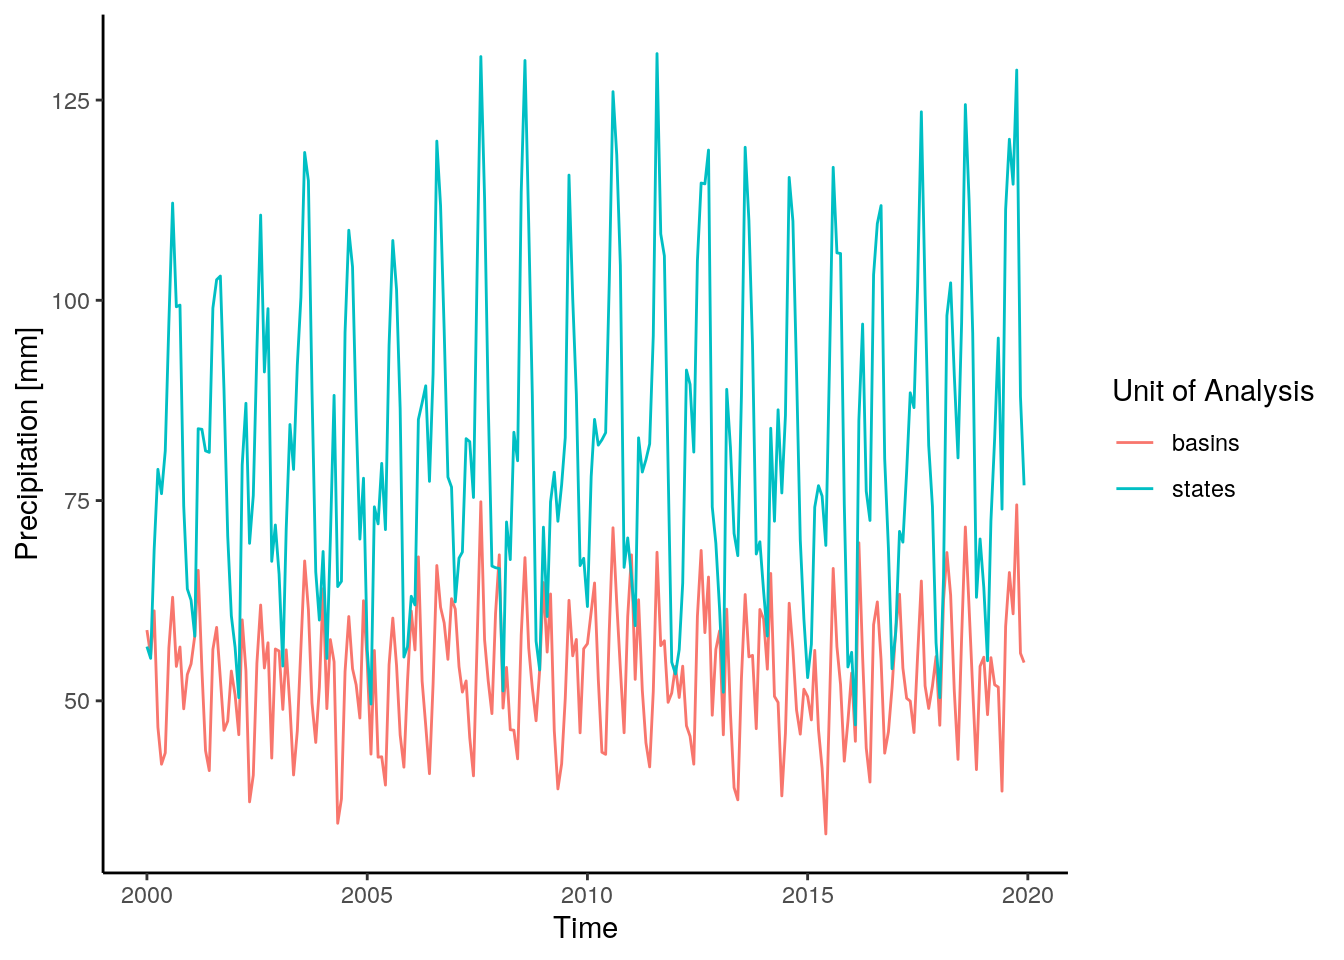 125
100
75
50
Precipitation [mm]
2000 2005 2010 2015 2020
Time
Unit of Analysis
basins
states